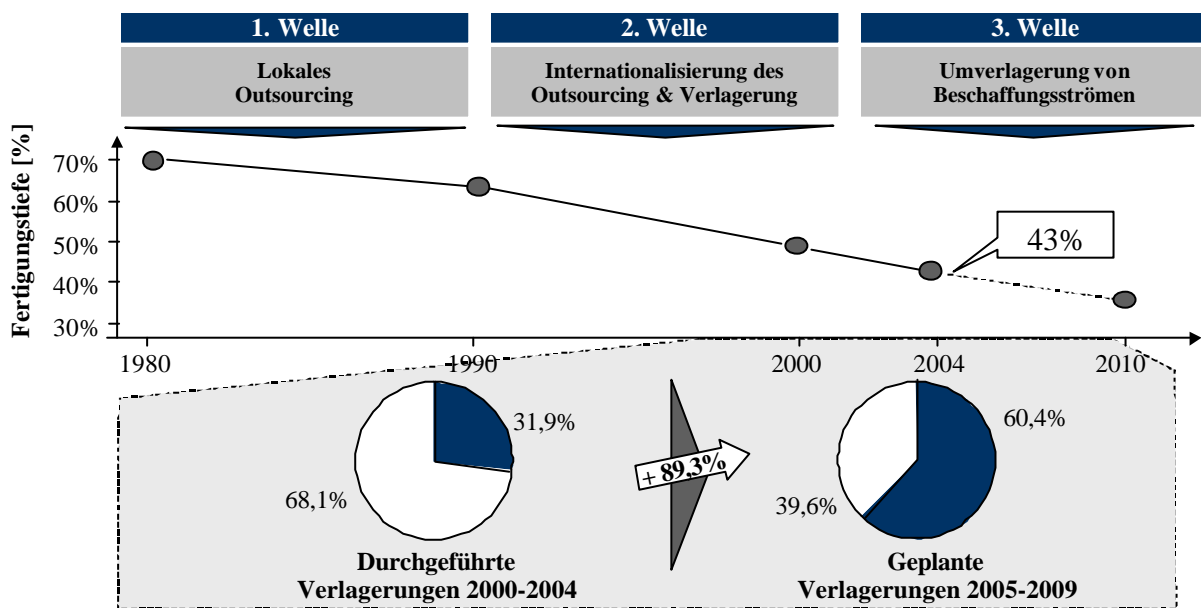 1. Welle
2. Welle
3. Welle
Lokales
Outsourcing
Internationalisierung des
Outsourcing & Verlagerung
Umverlagerung von
Beschaffungsströmen
Fertigungstiefe [%]
70%
60%
50%
40%
30%
43%
1980
1990
2000
2004
2010
31,9%
68,1%
+ 89,3%
60,4%
39,6%
Durchgeführte
Verlagerungen 2000-2004
Geplante
Verlagerungen 2005-2009